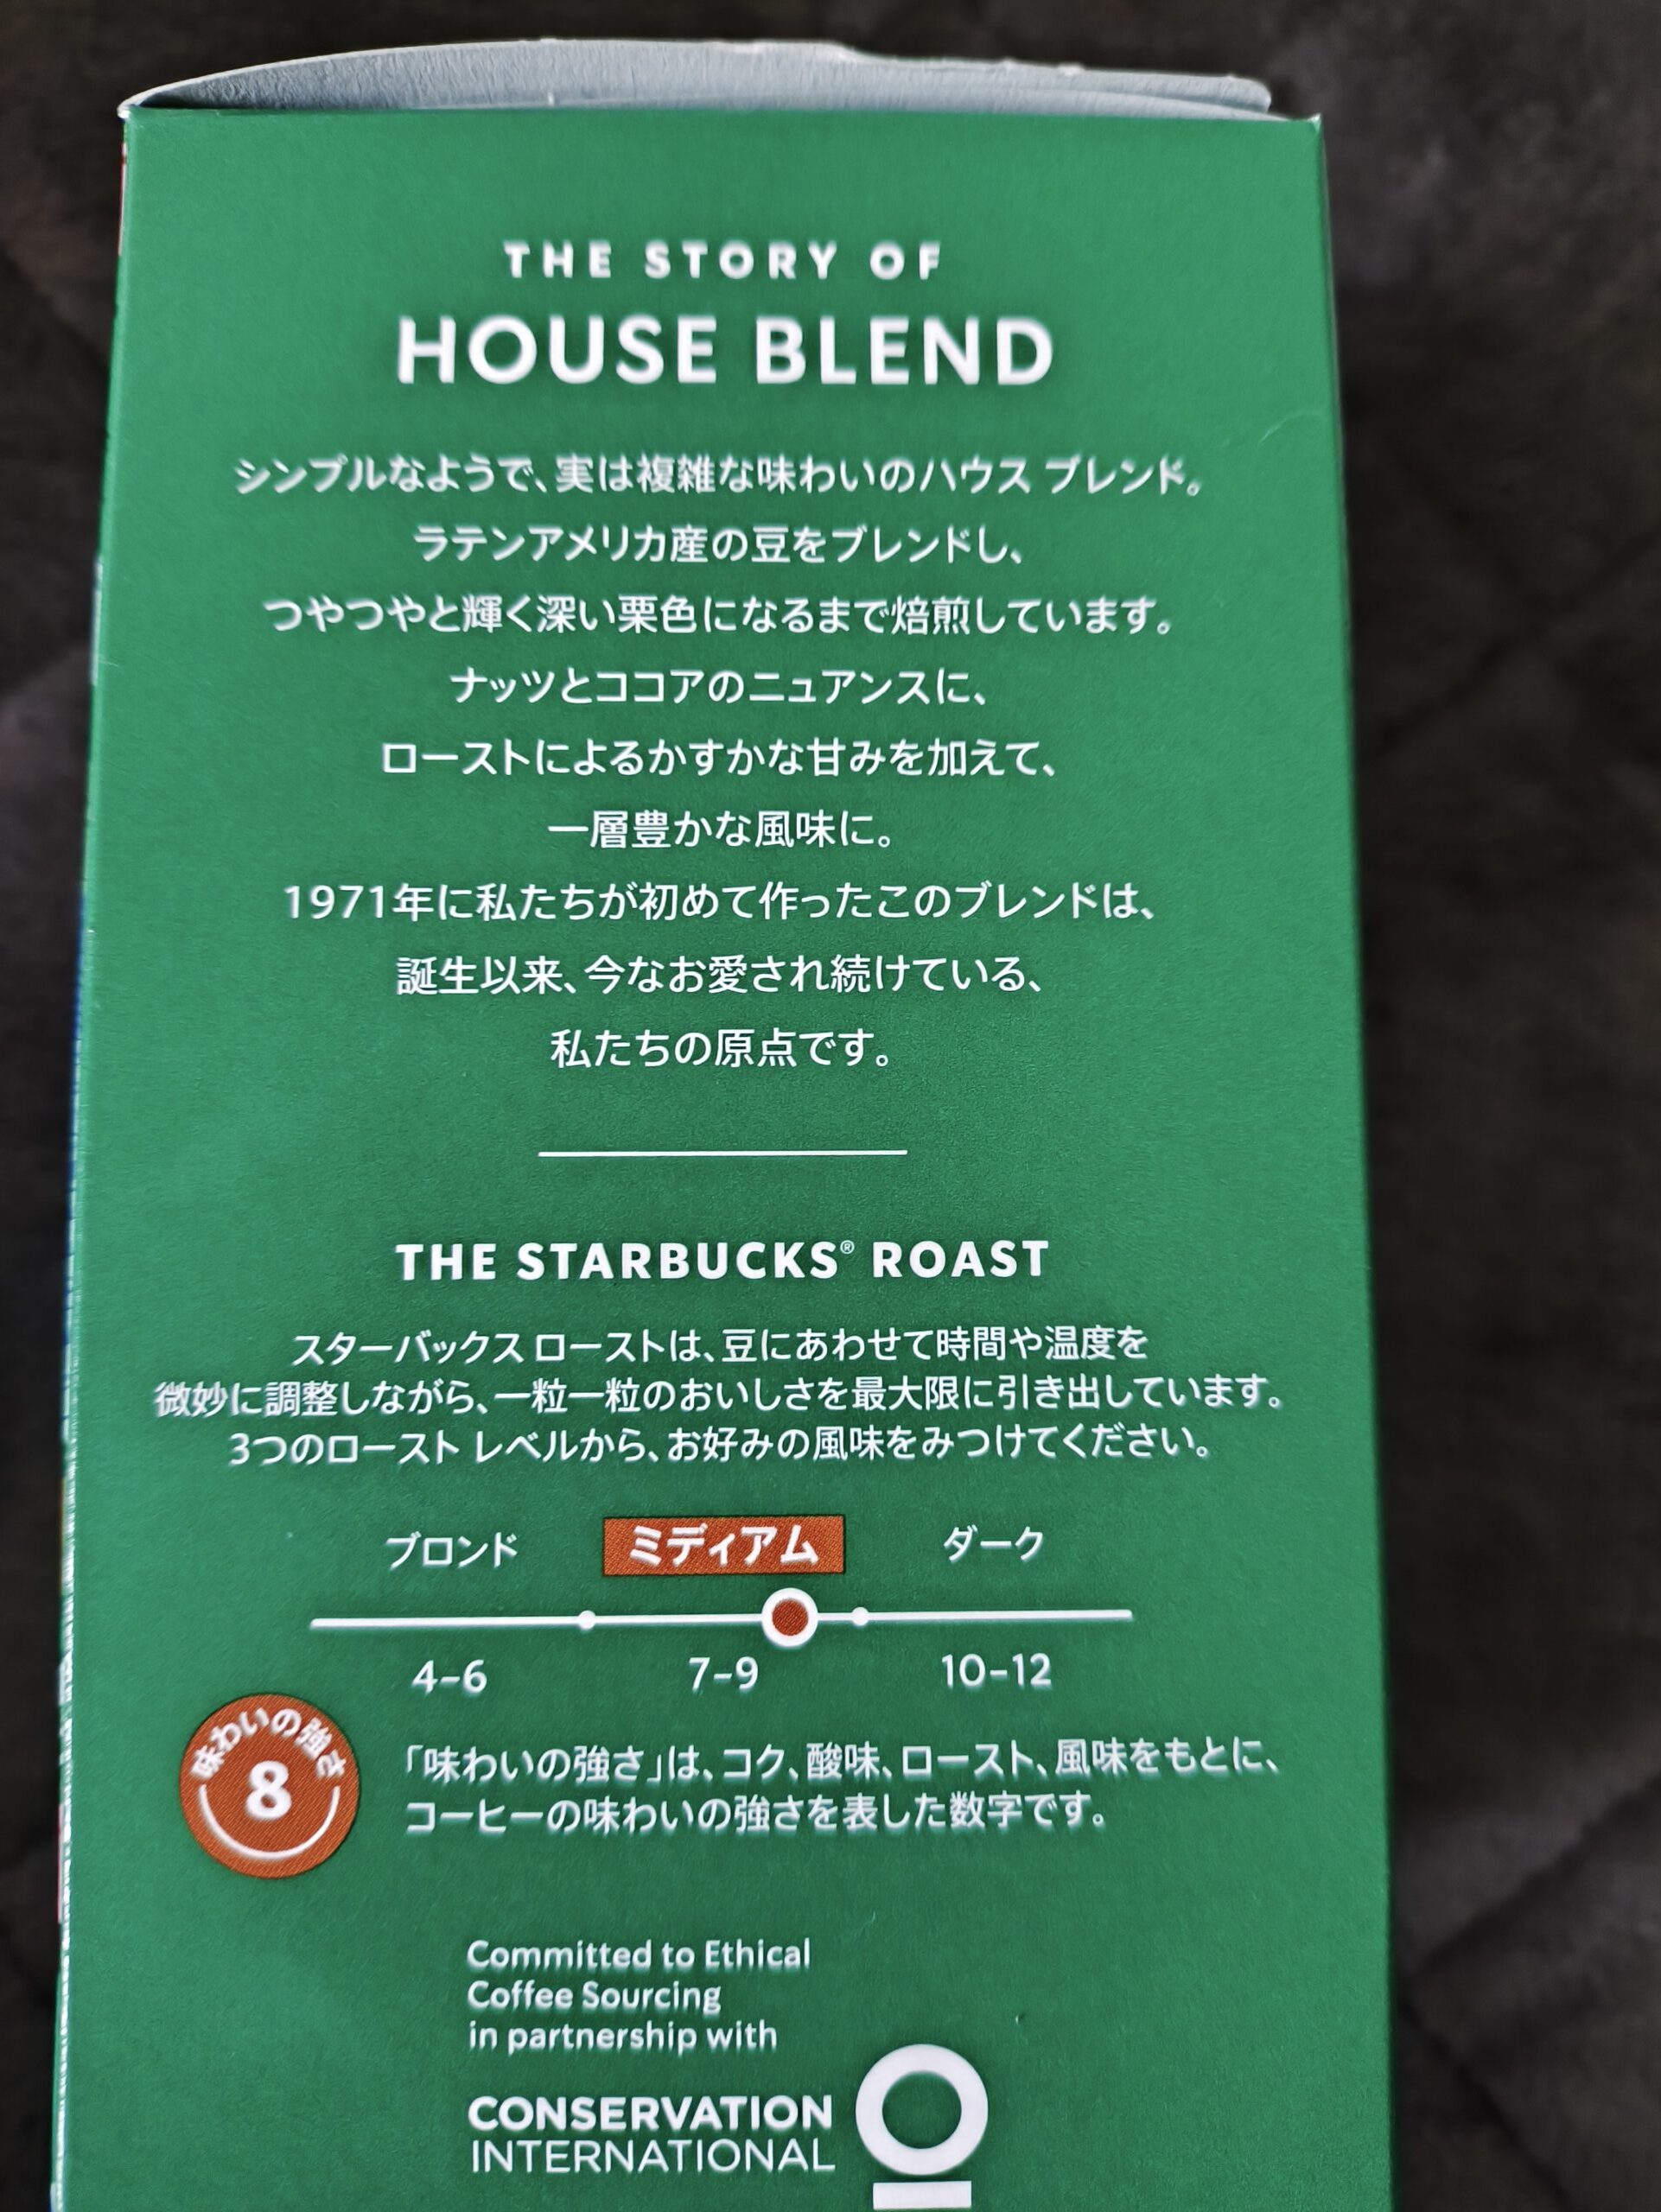 THE STORY OF
HOUSE BLEND
シンプルなようで、実は複雑な味わいのハウス ブレンド。
ラテンアメリカ産の豆をブレンドし、
つやつやと輝く深い栗色になるまで焙煎しています。
ナッツとココアのニュアンスに、
ローストによるかすかな甘みを加えて、
一層豊かな風味に。
1971年に私たちが初めて作ったこのブレンドは、
誕生以来、今なお愛され続けている、
私たちの原点です。
THE STARBUCKS® ROAST
スターバックス ローストは、豆にあわせて時間や温度を
微妙に調整しながら、一粒一粒のおいしさを最大限に引き出しています。
3つのロースト レベルから、お好みの風味をみつけてください。
ブロンド ミディアム ダーク
4-6 7-9 10-12
味わいの強さ
8
「味わいの強さ」は、コク、酸味、ロースト、風味をもとに、
コーヒーの味わいの強さを表した数字です。
Committed to Ethical
Coffee Sourcing
in partnership with
CONSERVATION
INTERNATIONAL